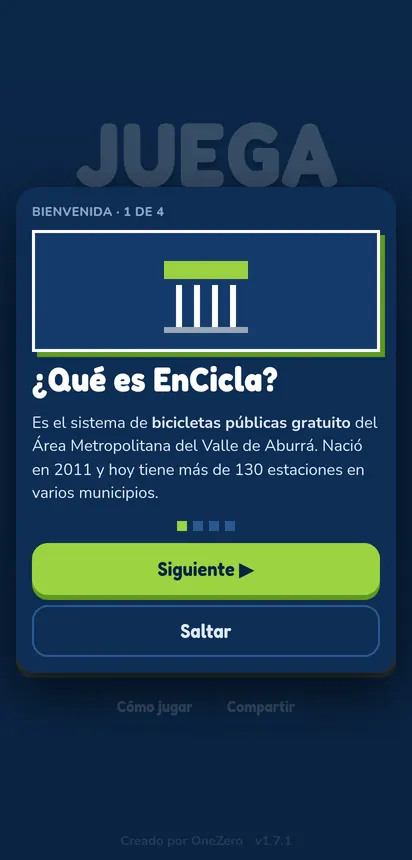 JUEGA
BIENVENIDA · 1 DE 4
¿Qué es EnCicla?
Es el sistema de bicicletas públicas gratuito del
Área Metropolitana del Valle de Aburrá. Nació
en 2011 y hoy tiene más de 130 estaciones en
varios municipios.
Siguiente ▶
Saltar
Cómo jugar Compartir
Creado por OneZero v1.7.1